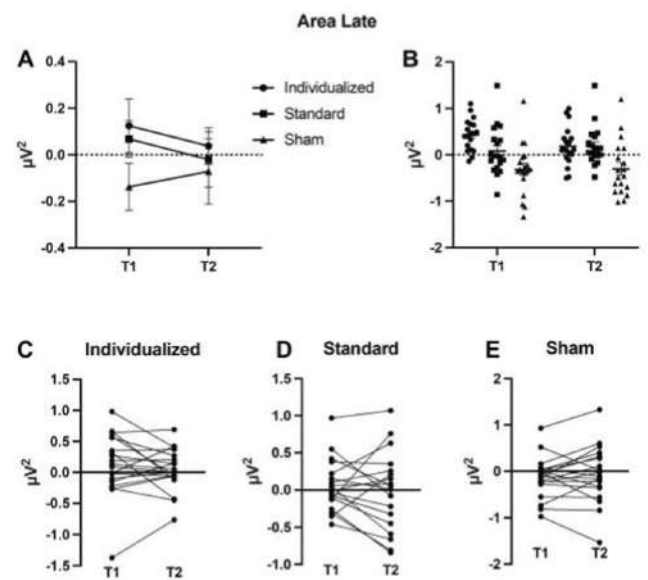 Area Late
A
B
0.4
0.2
0.0
-0.2
-0.4
µV²
T1
T2
Individualized
Standard
Sham
2
1
0
-1
-2
µV²
T1
T2
C
Individualized
1.5
1.0
0.5
0.0
-0.5
-1.0
-1.5
µV²
T1
T2
D
Standard
1.5
1.0
0.5
0.0
-0.5
-1.0
µV²
T1
T2
E
Sham
2
1
0
-1
-2
µV²
T1
T2